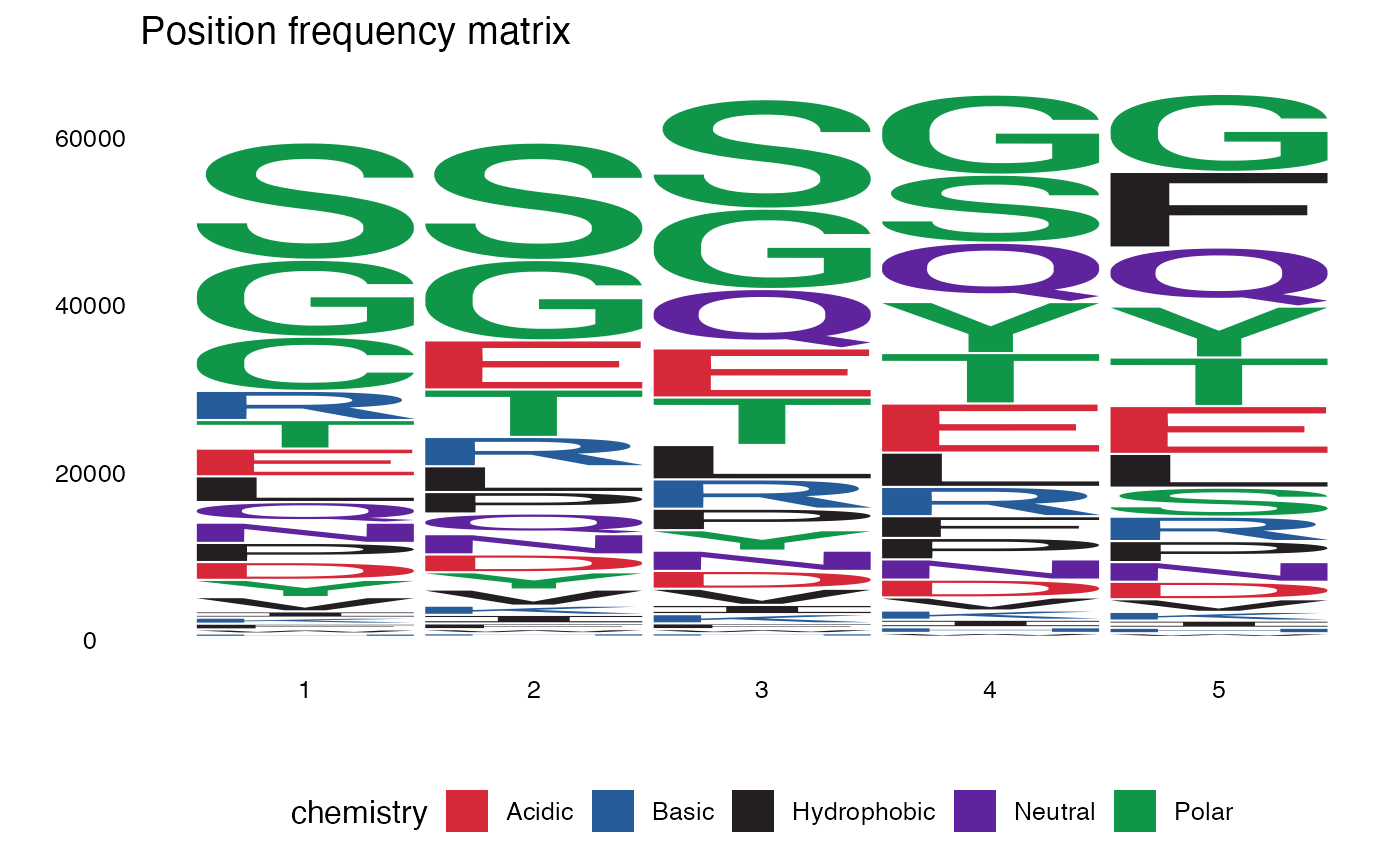 Position frequency matrix
60000
40000
20000
0
S S S G G
G G G S F
C E Q Q Q
R T E Y Y
T R T T T
E L L E E
L P R L L
Q Q P R S
N N Y F R
P D N P P
D Y D N N
Y V V D D
V K I V V
1 2 3 4 5
chemistry Acidic Basic Hydrophobic Neutral Polar